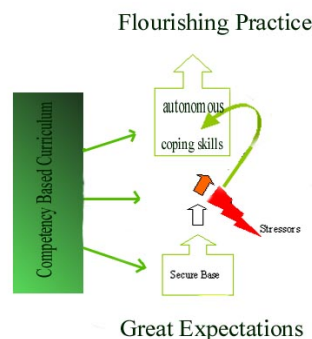 Flourishing Practice
autonomous
coping skills
Competency Based Curriculum
Stressors
Secure Base
Great Expectations